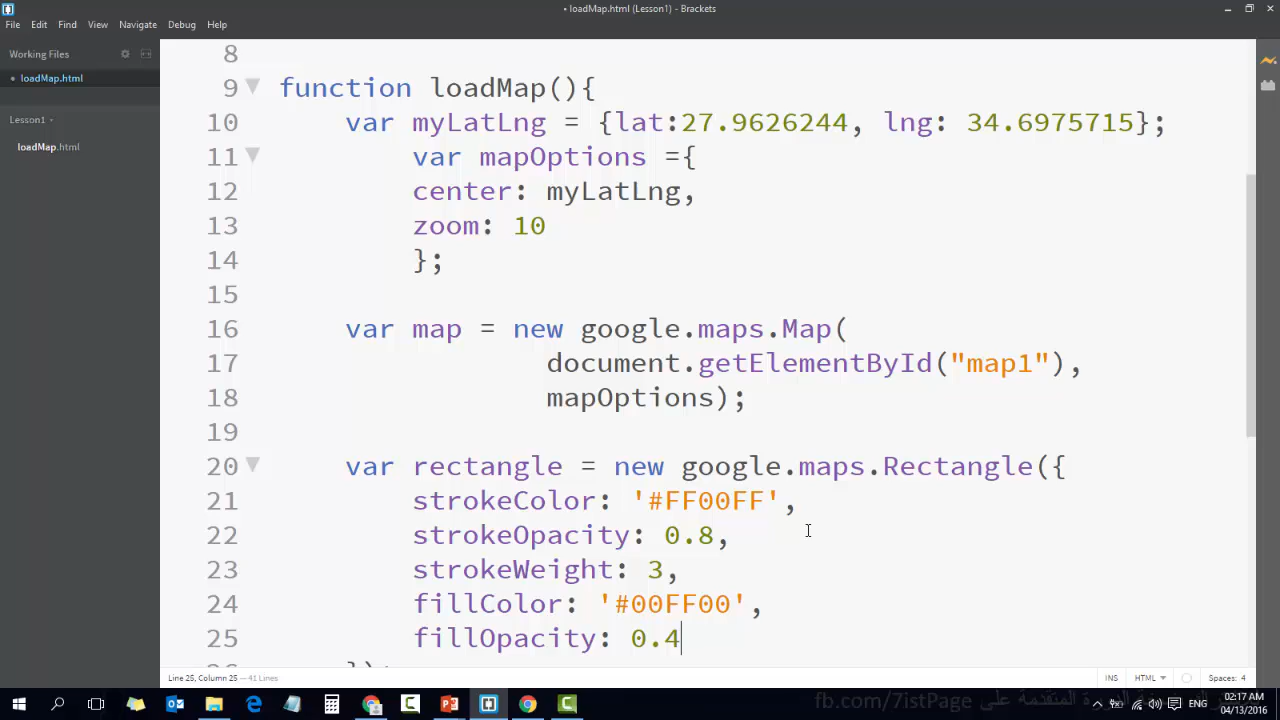 • loadMap.html (Lesson1) - Brackets
File Edit Find View Navigate Debug Help
Working Files
• loadMap.html
Lesson1
loadMap.html
8
9 function loadMap(){
10 var myLatLng = {lat:27.9626244, lng: 34.6975715};
11 var mapOptions ={
12 center: myLatLng,
13 zoom: 10
14 };
15
16 var map = new google.maps.Map(
17 document.getElementById("map1"),
18 mapOptions);
19
20 var rectangle = new google.maps.Rectangle({
21 strokeColor: '#FF00FF',
22 strokeOpacity: 0.8,
23 strokeWeight: 3,
24 fillColor: '#00FF00',
25 fillOpacity: 0.4
26 });
Line 25, Column 25 — 41 Lines
INS HTML Spaces: 4
fb.com/7istPage
ENG
02:17 AM
04/13/2016